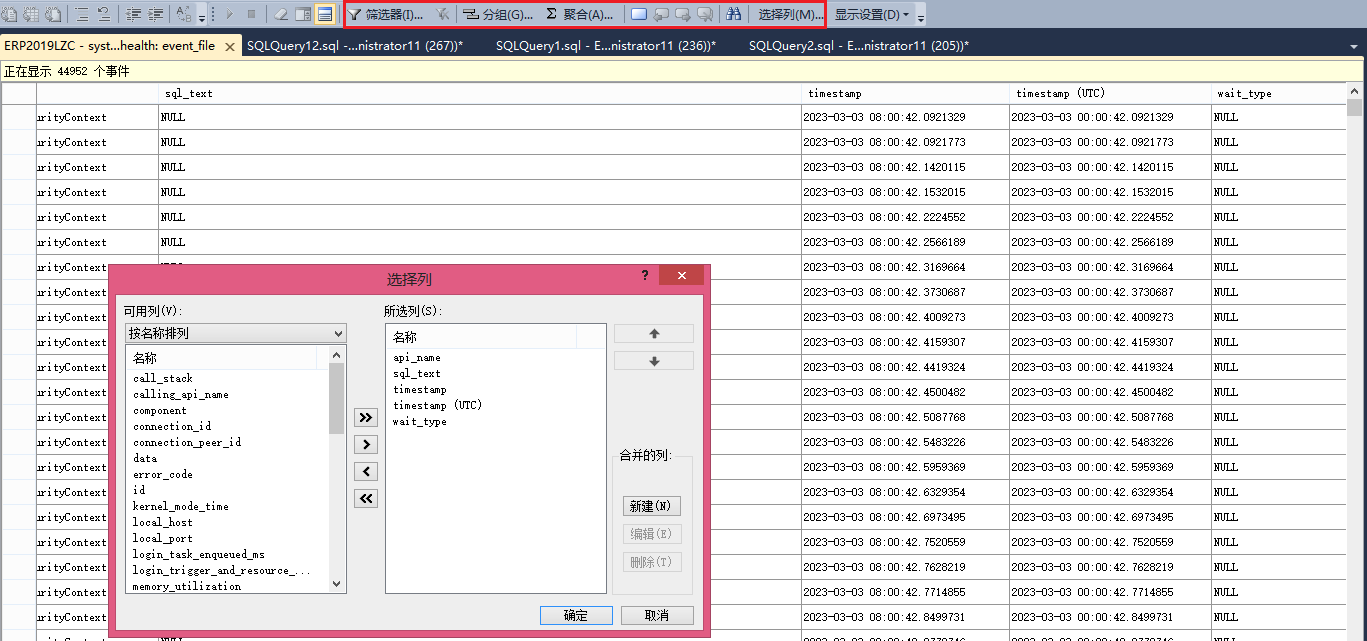 筛选器(I)... 分组(G)... Σ 聚合(A)... 选择列(M)... 显示设置(D)
ERP2019LZC - syst...health: event_file SQLQuery12.sql -...nistrator11 (267))* SQLQuery1.sql - E...nistrator11 (236))* SQLQuery2.sql - E...nistrator11 (205))*
正在显示 44952 个事件
sql_text timestamp timestamp (UTC) wait_type
urityContext NULL 2023-03-03 08:00:42.0921329 2023-03-03 00:00:42.0921329 NULL
urityContext NULL 2023-03-03 08:00:42.0921773 2023-03-03 00:00:42.0921773 NULL
urityContext NULL 2023-03-03 08:00:42.1420115 2023-03-03 00:00:42.1420115 NULL
urityContext NULL 2023-03-03 08:00:42.1532015 2023-03-03 00:00:42.1532015 NULL
urityContext NULL 2023-03-03 08:00:42.2224552 2023-03-03 00:00:42.2224552 NULL
urityContext NULL 2023-03-03 08:00:42.2566189 2023-03-03 00:00:42.2566189 NULL
urityContext 2023-03-03 08:00:42.3169664 2023-03-03 00:00:42.3169664 NULL
urityContext 2023-03-03 08:00:42.3730687 2023-03-03 00:00:42.3730687 NULL
urityContext 2023-03-03 08:00:42.4009273 2023-03-03 00:00:42.4009273 NULL
urityContext 2023-03-03 08:00:42.4159307 2023-03-03 00:00:42.4159307 NULL
urityContext 2023-03-03 08:00:42.4419324 2023-03-03 00:00:42.4419324 NULL
urityContext 2023-03-03 08:00:42.4500482 2023-03-03 00:00:42.4500482 NULL
urityContext 2023-03-03 08:00:42.5087768 2023-03-03 00:00:42.5087768 NULL
urityContext 2023-03-03 08:00:42.5483226 2023-03-03 00:00:42.5483226 NULL
urityContext 2023-03-03 08:00:42.5959369 2023-03-03 00:00:42.5959369 NULL
urityContext 2023-03-03 08:00:42.6329354 2023-03-03 00:00:42.6329354 NULL
urityContext 2023-03-03 08:00:42.6973495 2023-03-03 00:00:42.6973495 NULL
urityContext 2023-03-03 08:00:42.7520559 2023-03-03 00:00:42.7520559 NULL
urityContext 2023-03-03 08:00:42.7628219 2023-03-03 00:00:42.7628219 NULL
urityContext 2023-03-03 08:00:42.7714855 2023-03-03 00:00:42.7714855 NULL
urityContext 2023-03-03 08:00:42.8499731 2023-03-03 00:00:42.8499731 NULL
选择列 ?
可用列(V):
按名称排列
名称
call_stack
calling_api_name
component
connection_id
connection_peer_id
data
error_code
id
kernel_mode_time
local_host
local_port
login_task_enqueued_ms
login_trigger_and_resource_...
memory_utilization
所选列(S):
名称
api_name
sql_text
timestamp
timestamp (UTC)
wait_type
合并的列:
新建(N)
编辑(E)
删除(T)
确定 取消